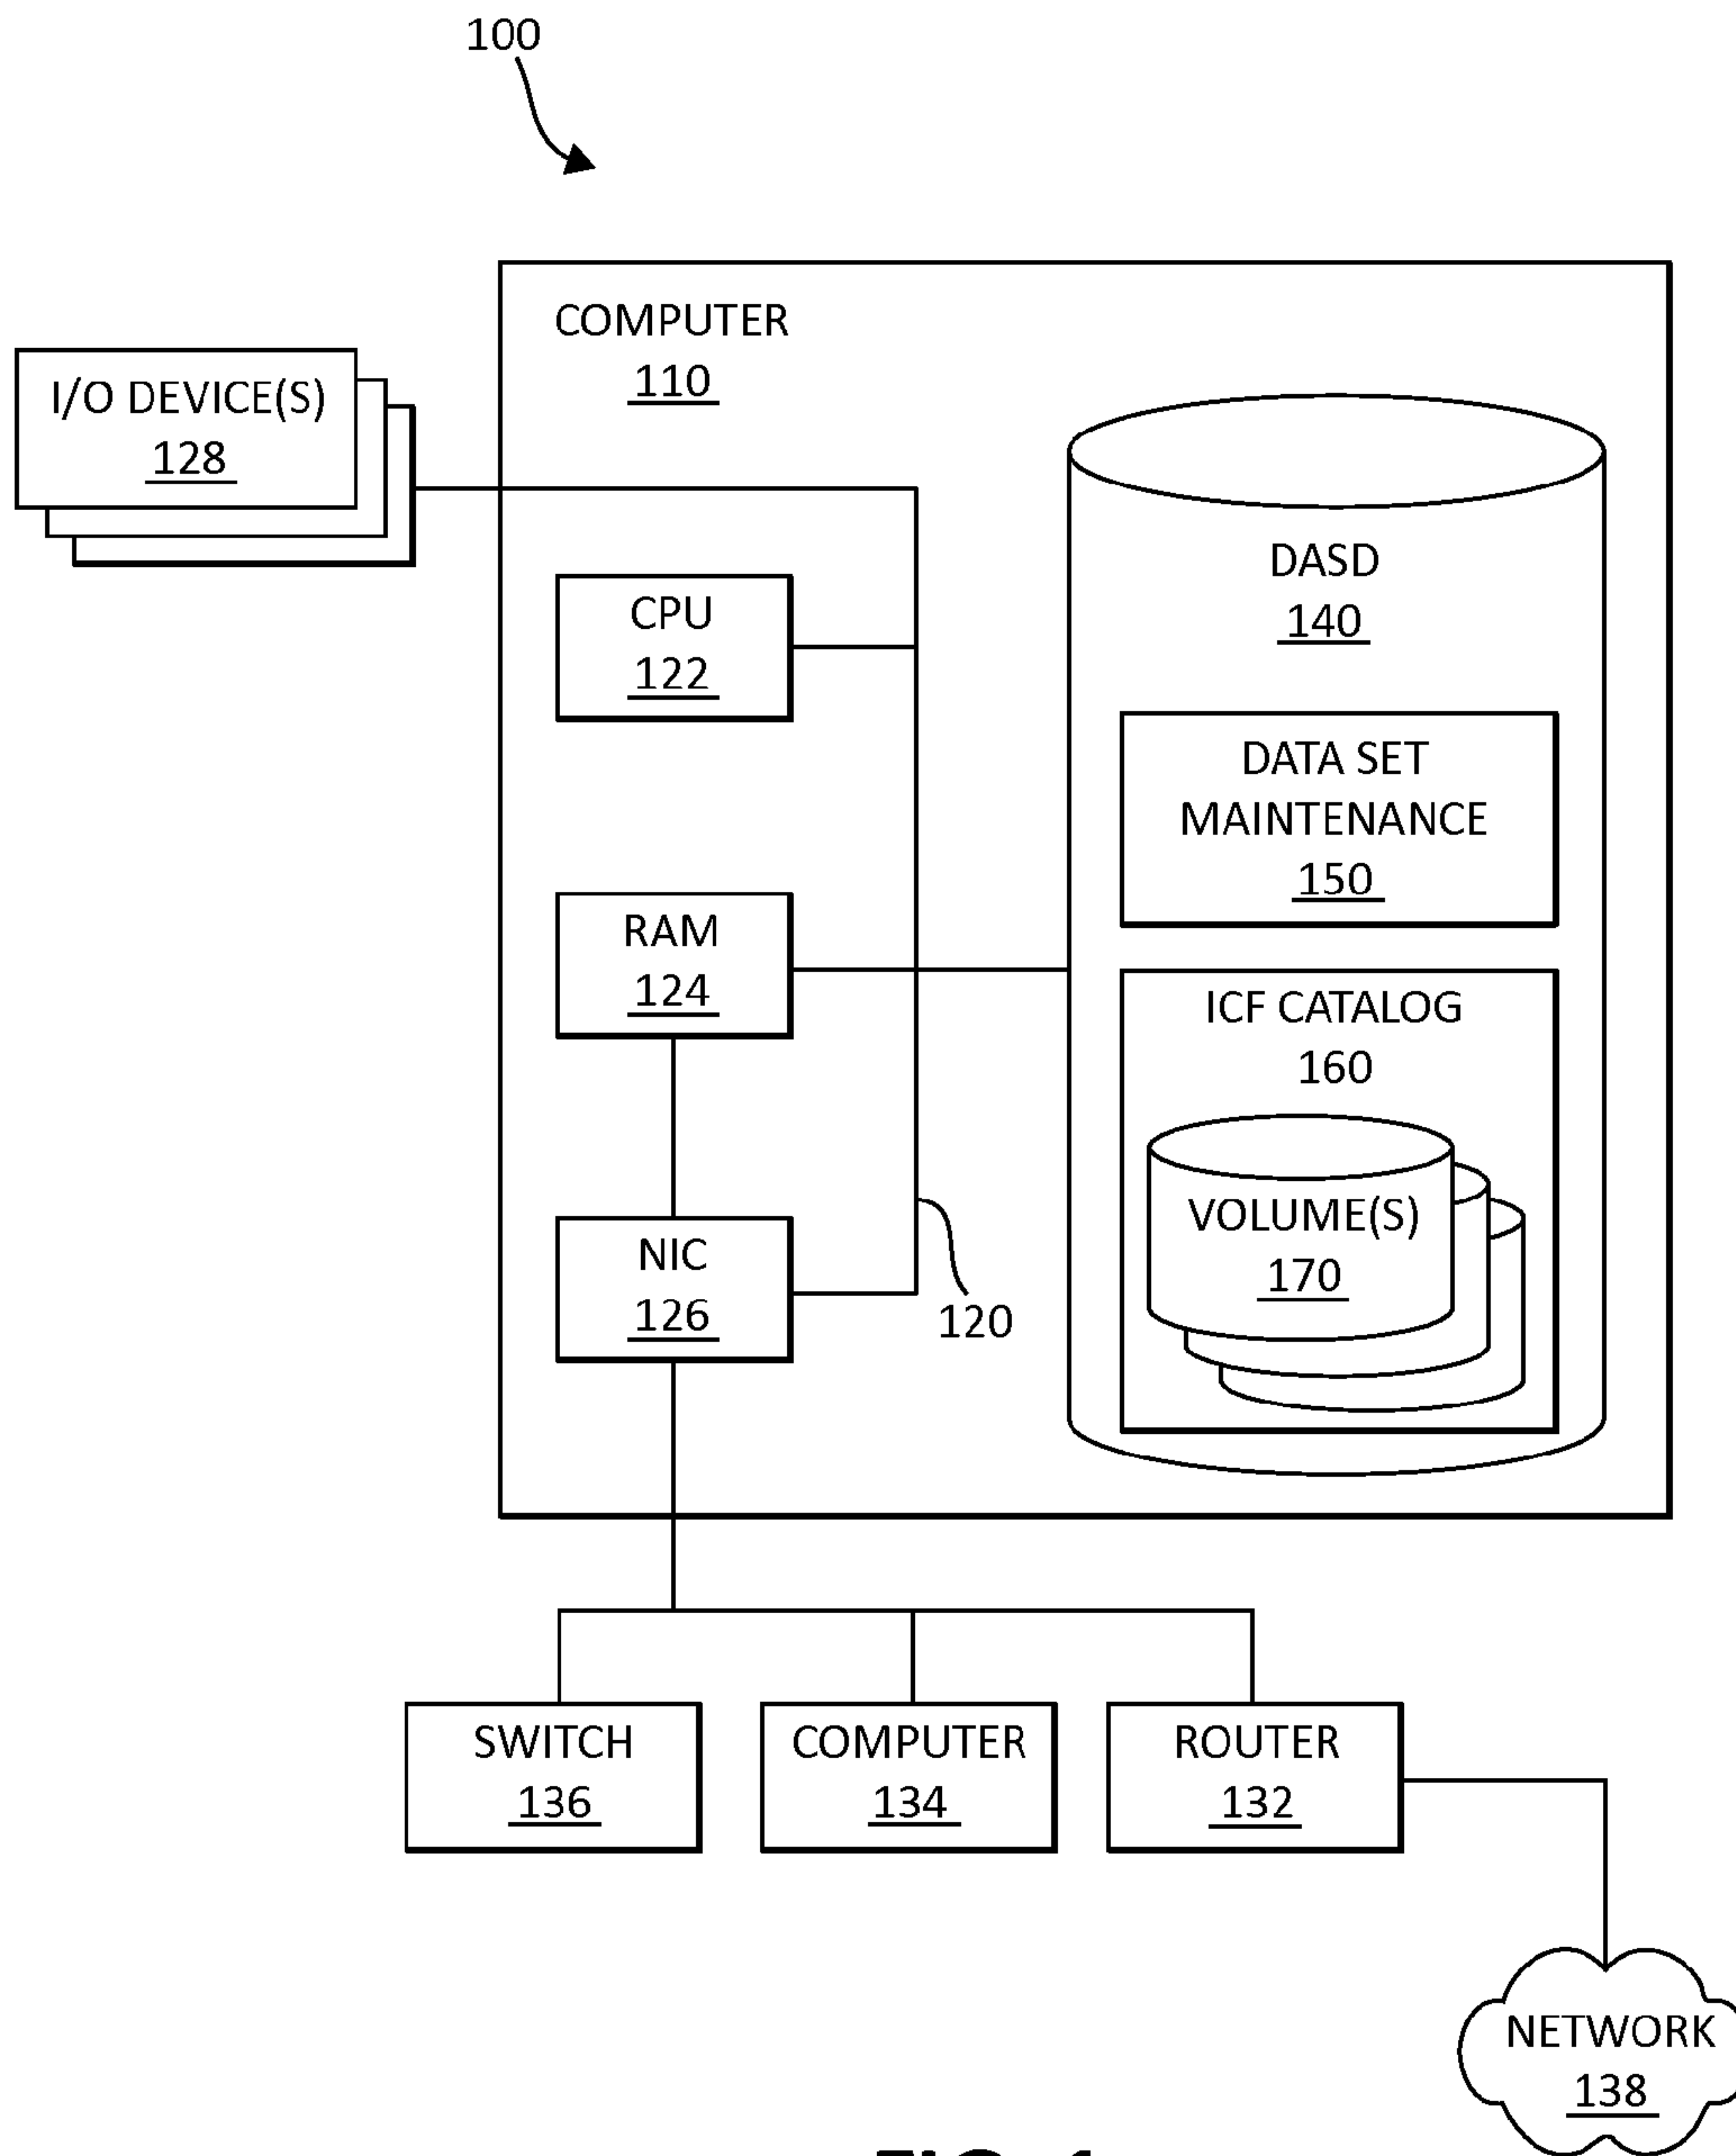 100
COMPUTER
110
I/O DEVICE(S)
128
CPU
122
RAM
124
NIC
126
120
DASD
140
DATA SET
MAINTENANCE
150
ICF CATALOG
160
VOLUME(S)
170
SWITCH
136
COMPUTER
134
ROUTER
132
NETWORK
138